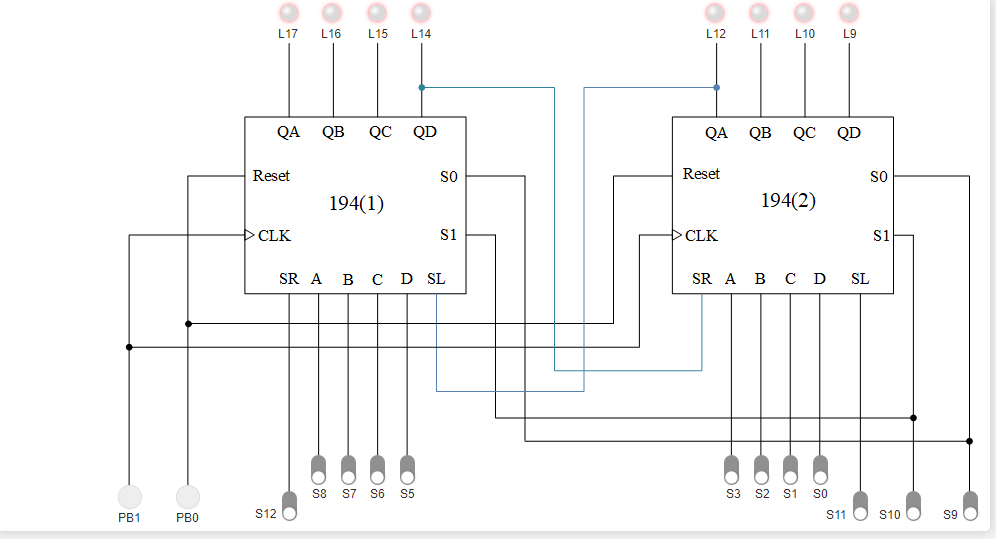 L17 L16 L15 L14 L12 L11 L10 L9
QA QB QC QD QA QB QC QD
Reset S0 Reset S0
194(1) 194(2)
CLK S1 CLK S1
SR A B C D SL SR A B C D SL
S8 S7 S6 S5 S3 S2 S1 S0
PB1 PB0 S12 S11 S10 S9